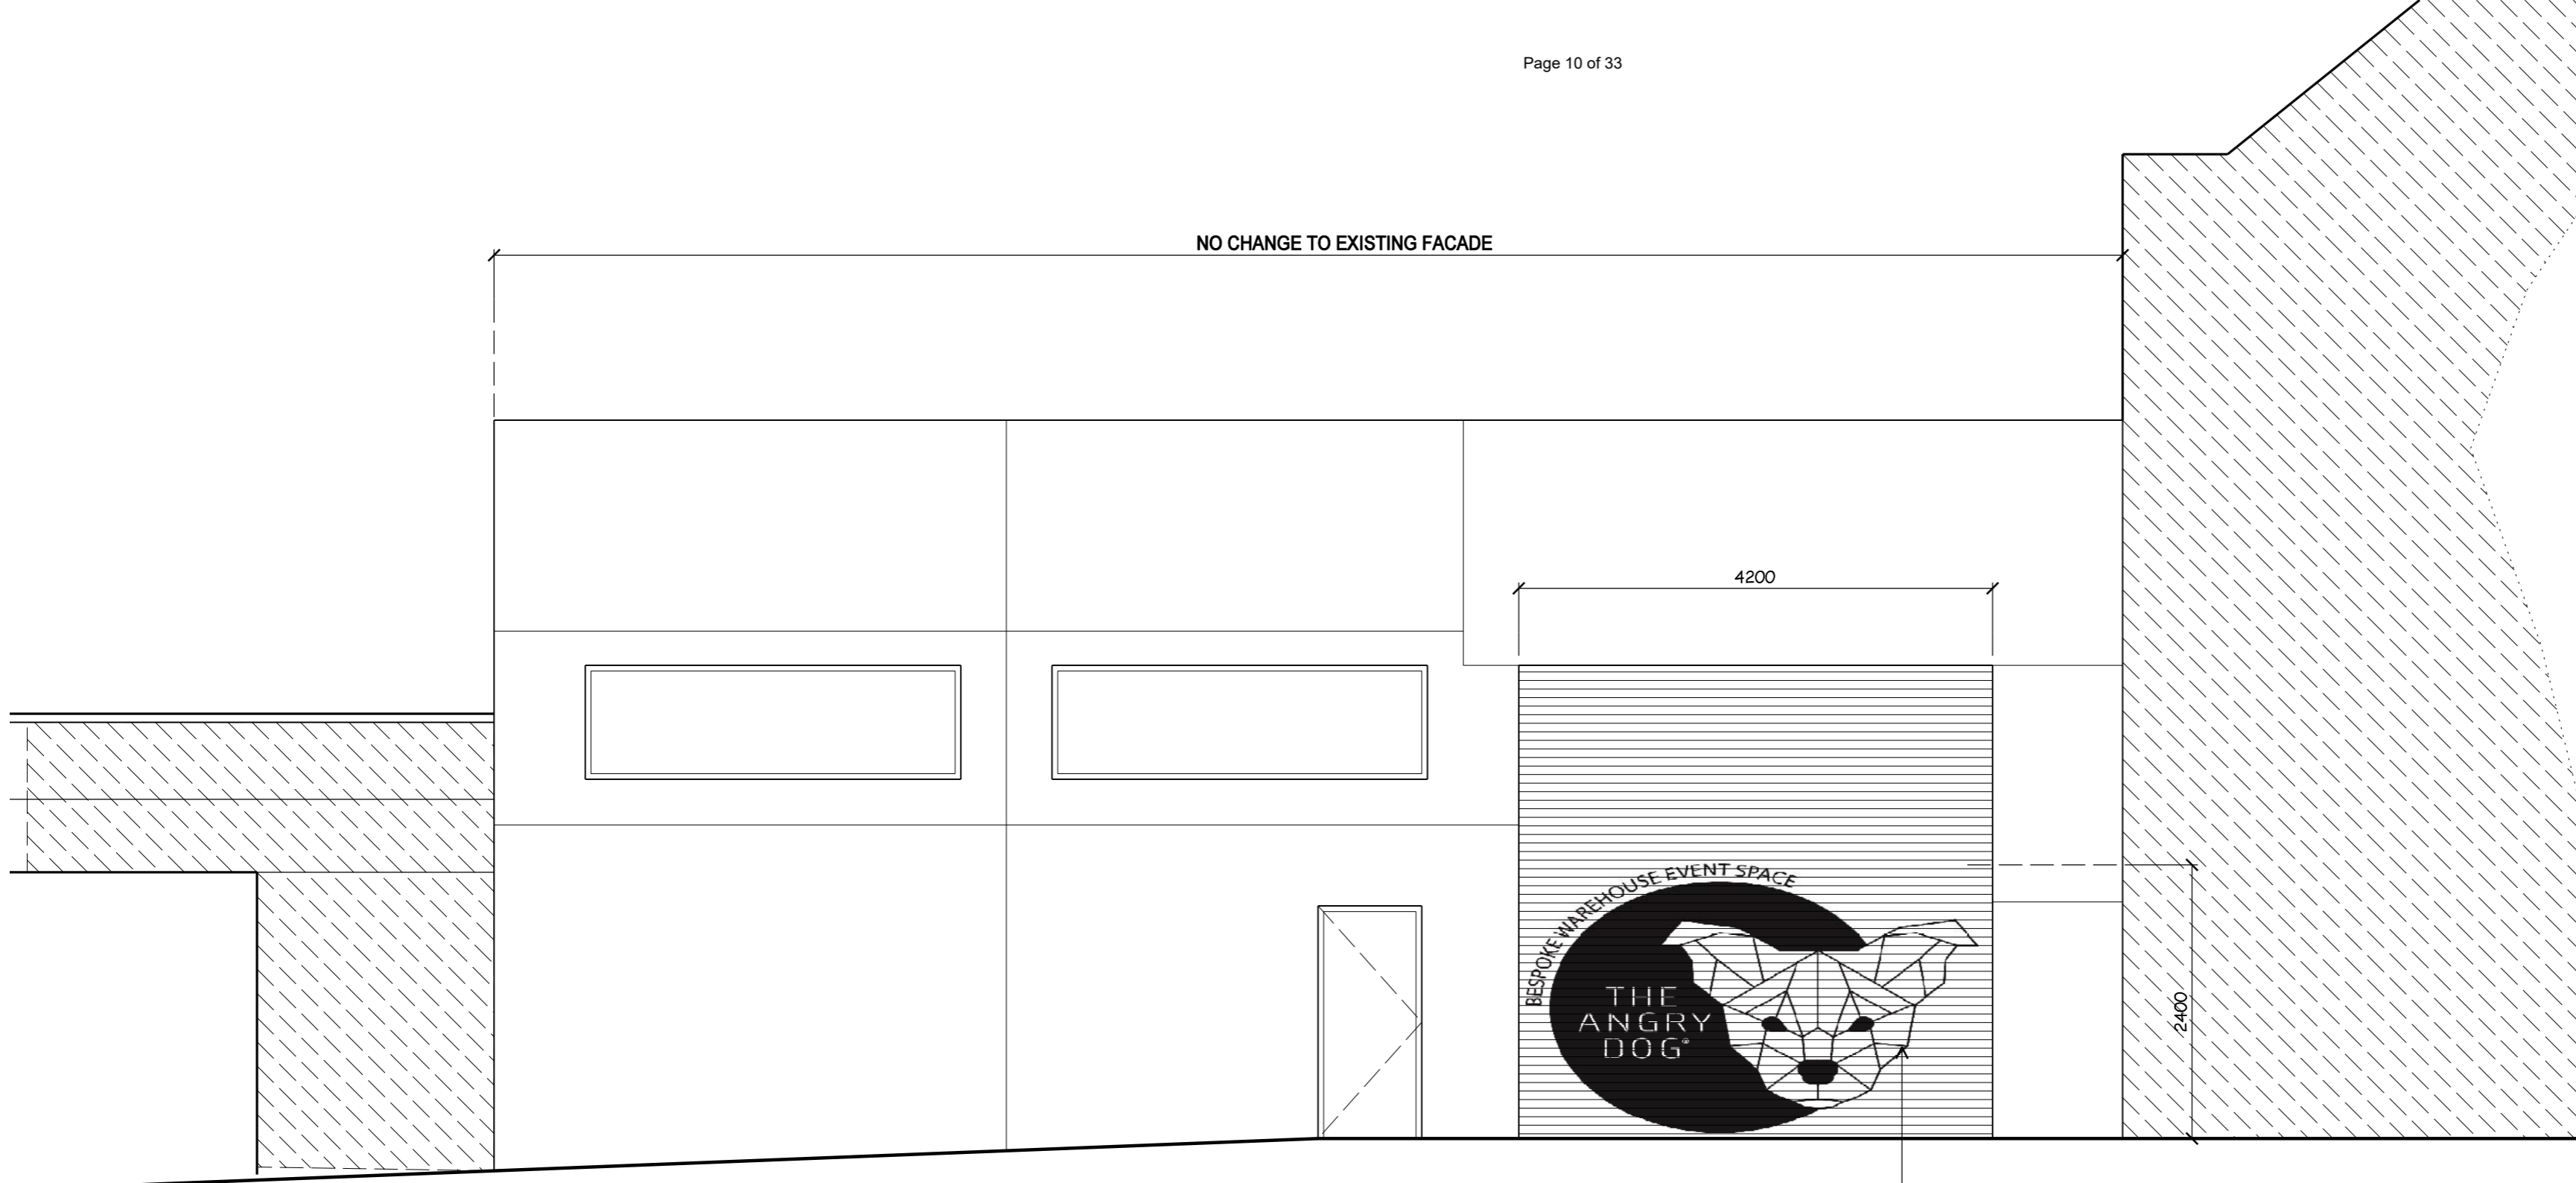 Page 10 of 33
NO CHANGE TO EXISTING FACADE
4200
BESPOKE WAREHOUSE EVENT SPACE
THE
ANGRY
DOG®
2400